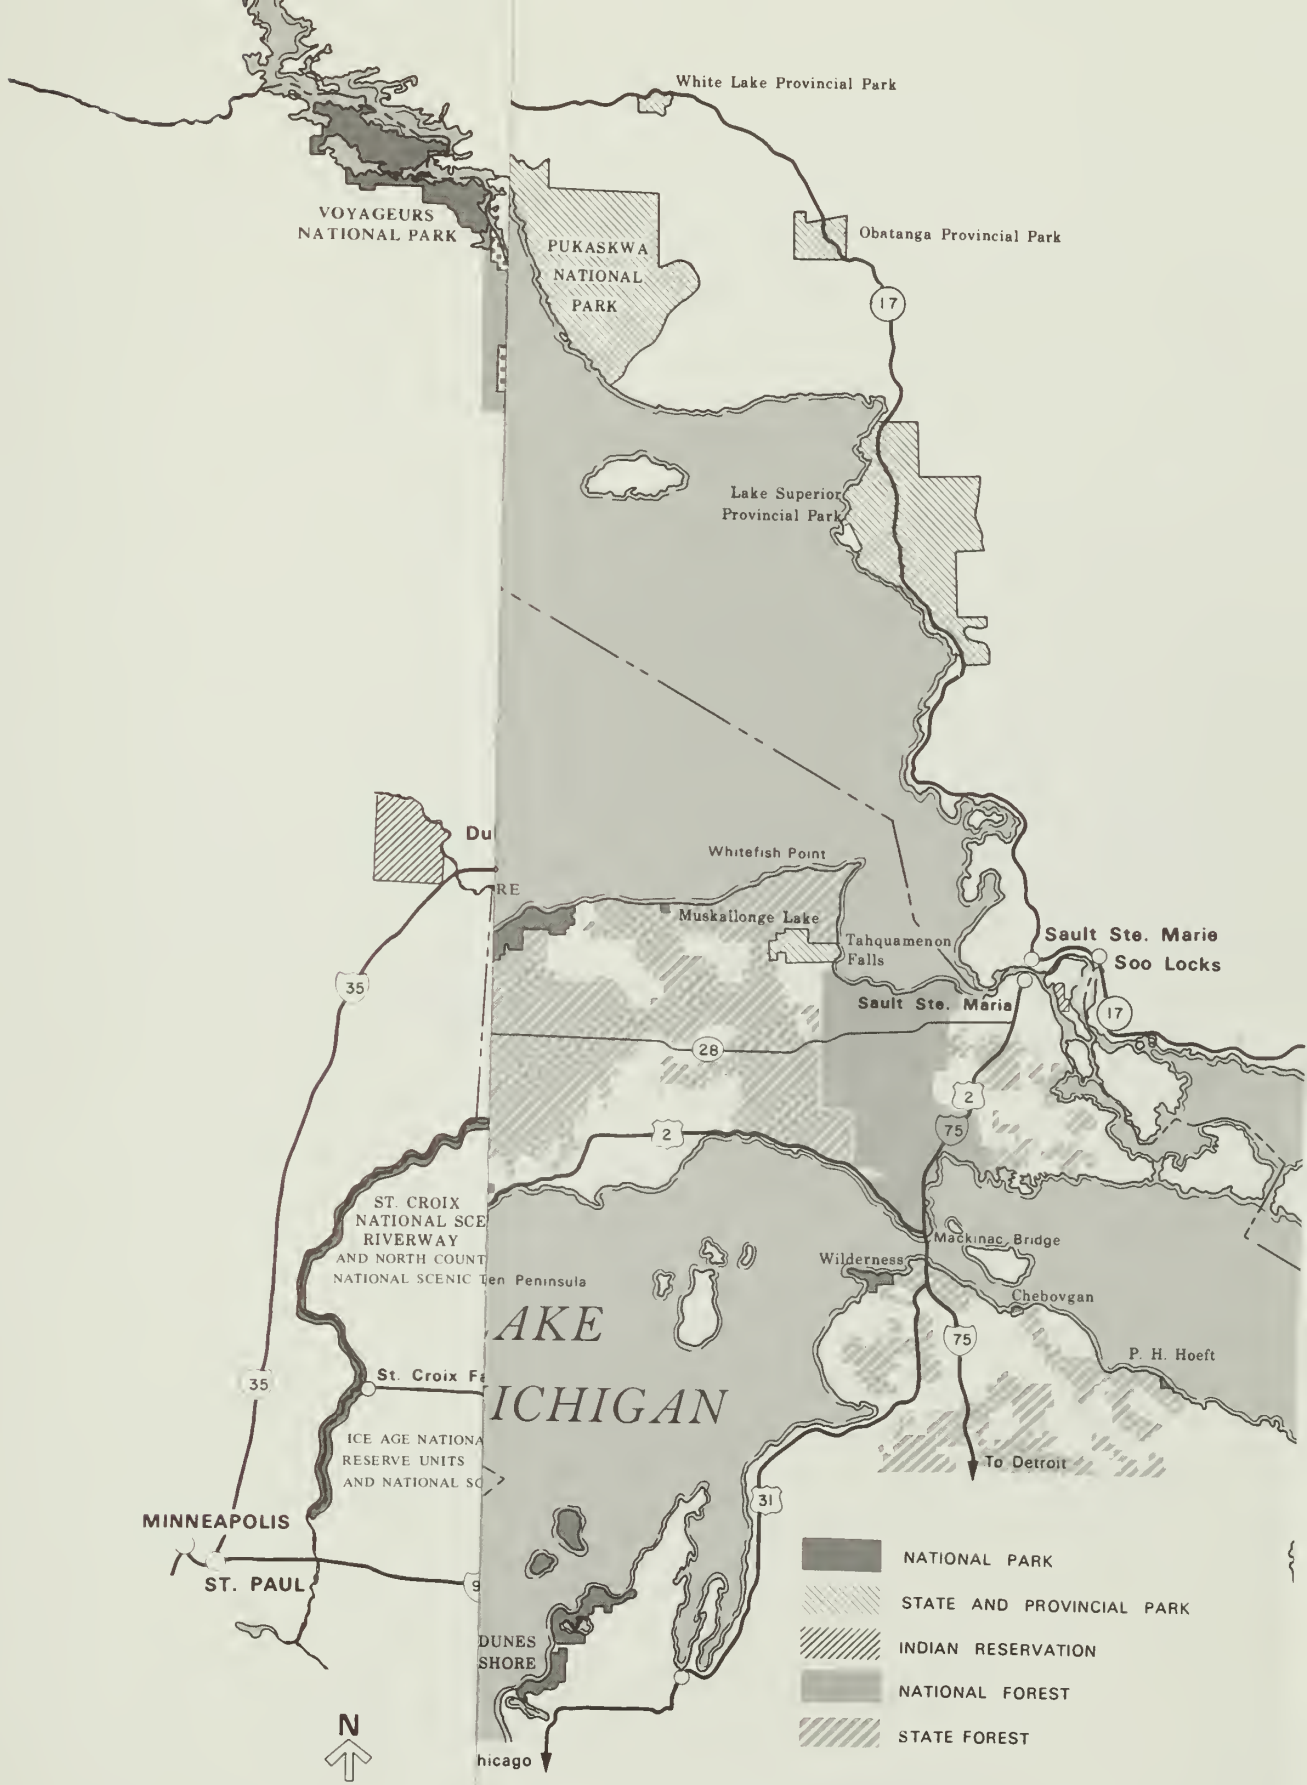 White Lake Provincial Park
VOYAGEURS
NATIONAL PARK
PUKASKWA
NATIONAL
PARK
Obatanga Provincial Park
17
Lake Superior
Provincial Park
Du
RE
Whitefish Point
Muskallonge Lake
Tahquamenon
Falls
Sault Ste. Marie
Soo Locks
Sault Ste. Maria
17
35
28
2
2
75
ST. CROIX
NATIONAL SCE
RIVERWAY
AND NORTH COUNT
NATIONAL SCENIC
en Peninsula
Mackinac Bridge
Wilderness
Chebovgan
AKE
ICHIGAN
75
P. H. Hoeft
35
St. Croix Fa
ICE AGE NATIONA
RESERVE UNITS
AND NATIONAL SC
To Detroit
31
MINNEAPOLIS
ST. PAUL
9
DUNES
SHORE
N
hicago
NATIONAL PARK
STATE AND PROVINCIAL PARK
INDIAN RESERVATION
NATIONAL FOREST
STATE FOREST